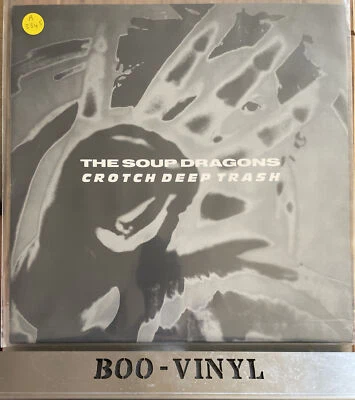 THE SOUP DRAGONS
CROTCH DEEP TRASH
BOO-VINYL